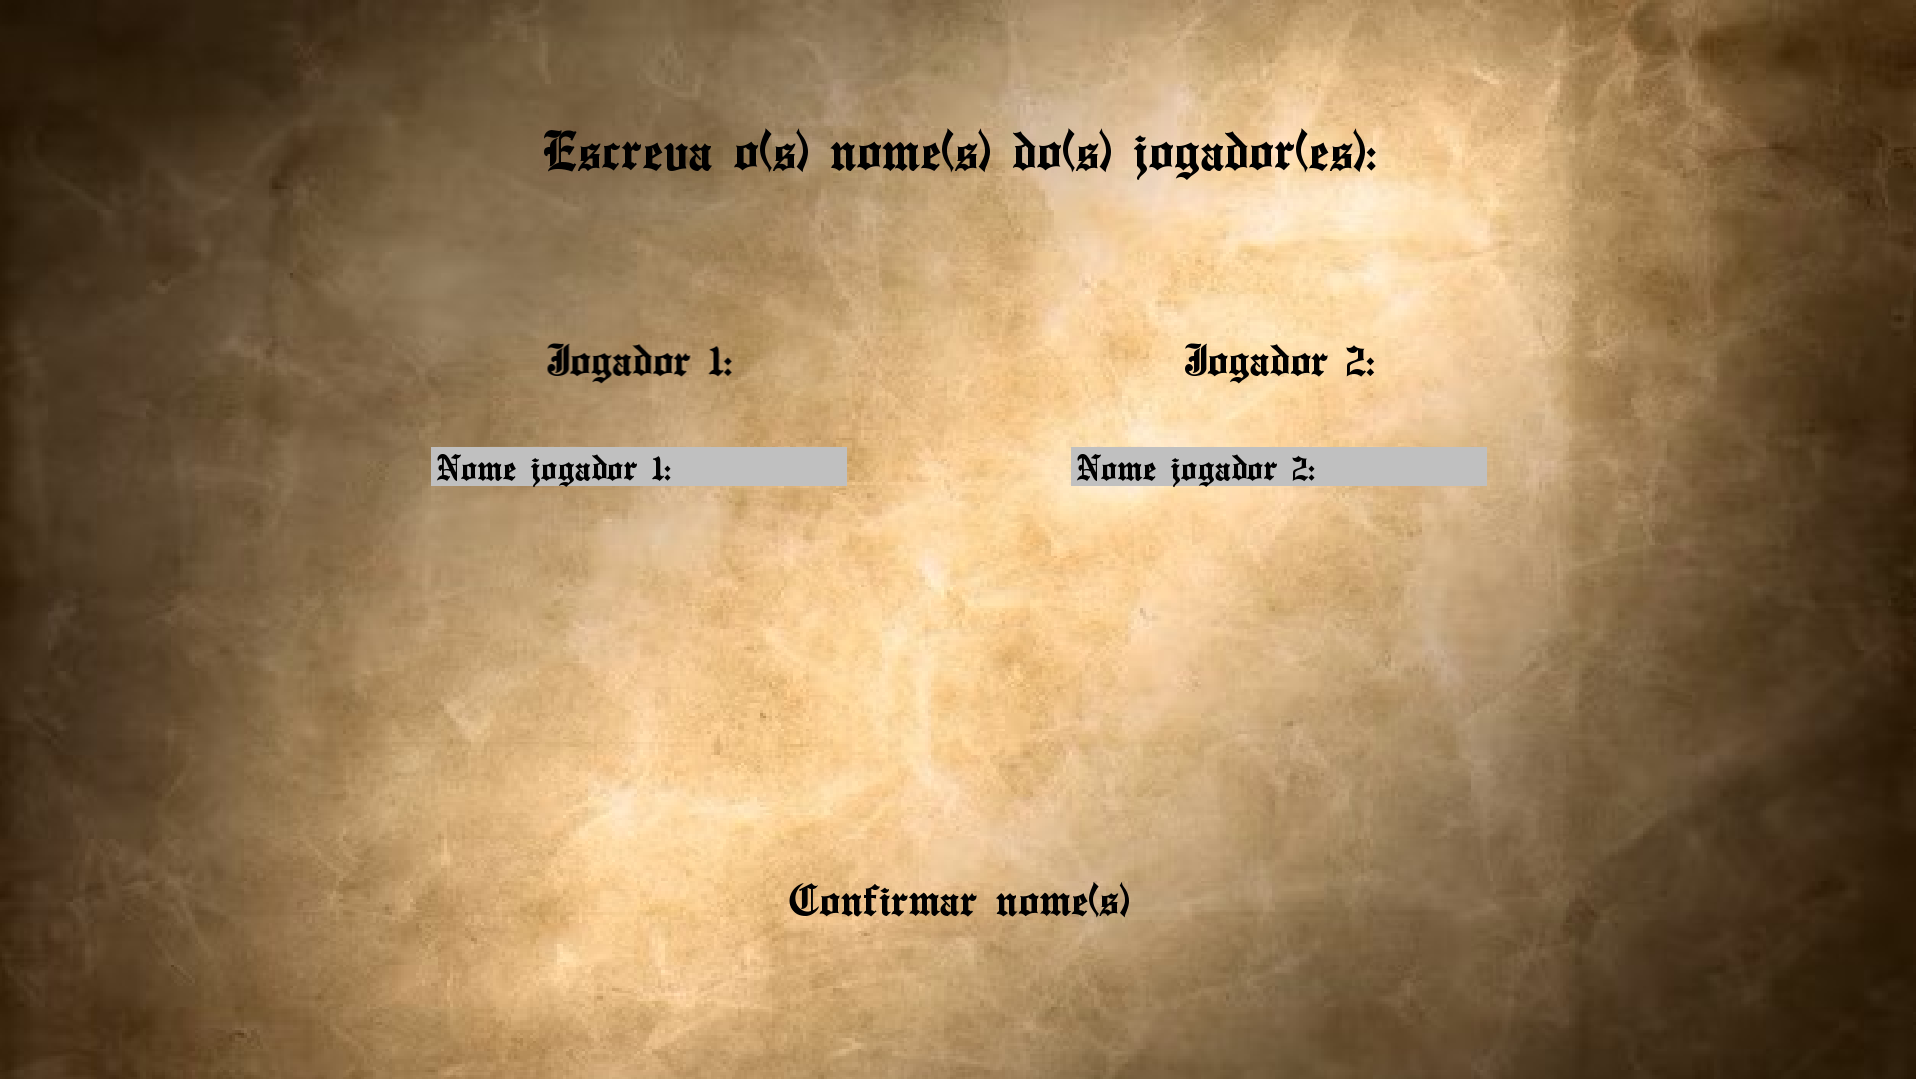 Escreva o(s) nome(s) do(s) jogador(es):
Jogador 1:
Jogador 2:
Nome jogador 1:
Nome jogador 2:
Confirmar nome(s)